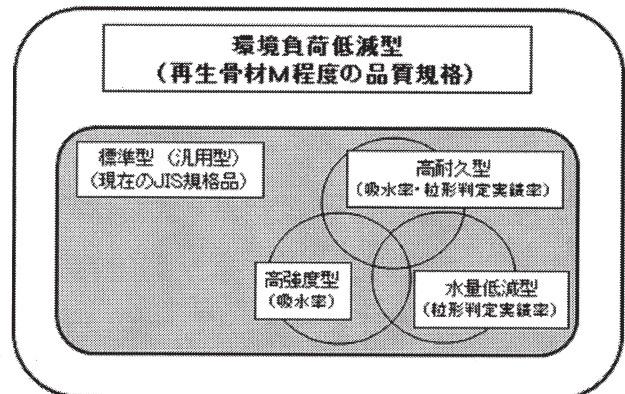 環境負荷低減型
(再生骨材M程度の品質規格)
標準型(汎用型)
(現在のJIS規格品)
高耐久型
(吸水率・粒形判定実績率)
高強度型
(吸水率)
水量低減型
(粒形判定実績率)